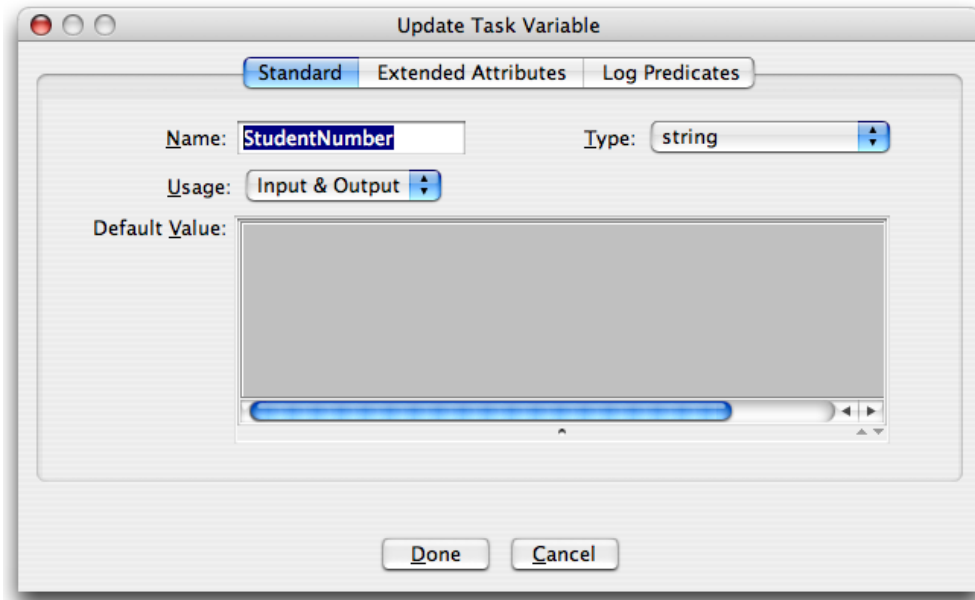 Update Task Variable
Standard Extended Attributes Log Predicates
Name: StudentNumber Type: string
Usage: Input & Output
Default Value:
Done Cancel